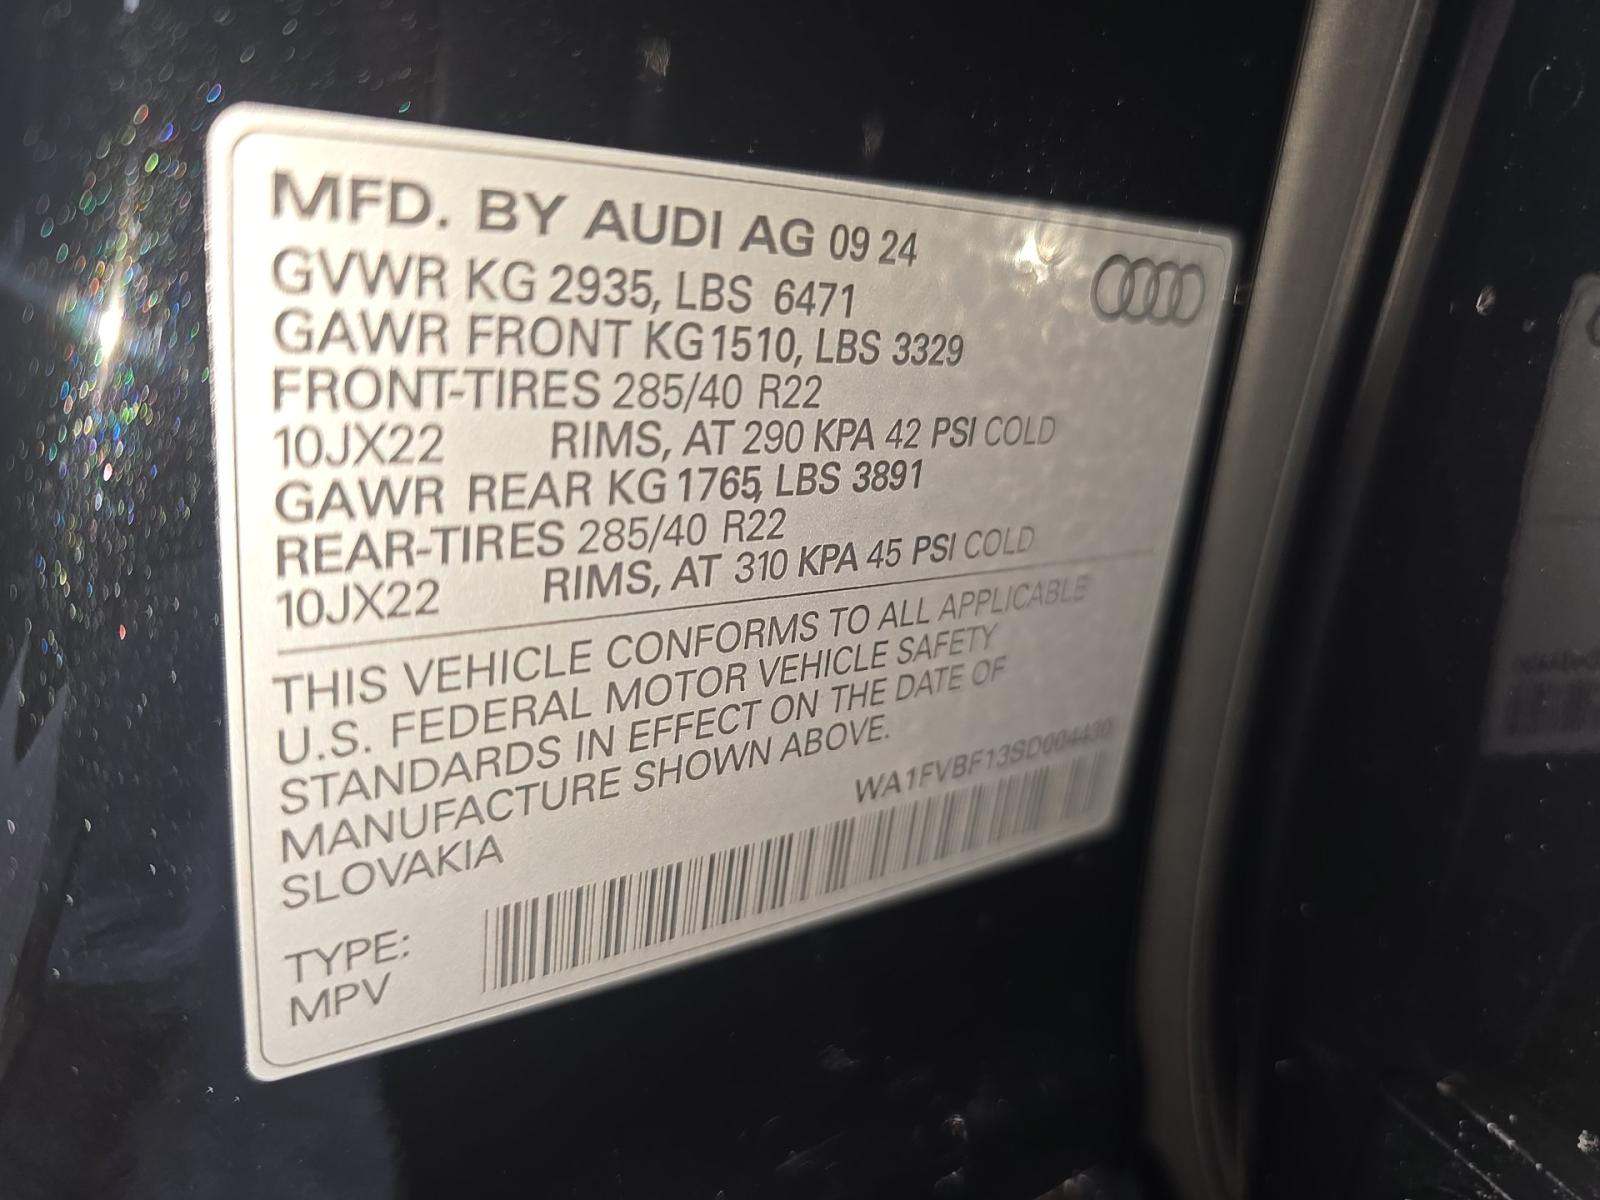 MFD. BY AUDI AG 09 24
GVWR KG 2935, LBS 6471
GAWR FRONT KG 1510, LBS 3329
FRONT-TIRES 285/40 R22
10JX22 RIMS, AT 290 KPA 42 PSI COLD
GAWR REAR KG 1765, LBS 3891
REAR-TIRES 285/40 R22
10JX22 RIMS, AT 310 KPA 45 PSI COLD
THIS VEHICLE CONFORMS TO ALL APPLICABLE
U.S. FEDERAL MOTOR VEHICLE SAFETY
STANDARDS IN EFFECT ON THE DATE OF
MANUFACTURE SHOWN ABOVE.
SLOVAKIA
WA1FVBF13SD004430
TYPE:
MPV